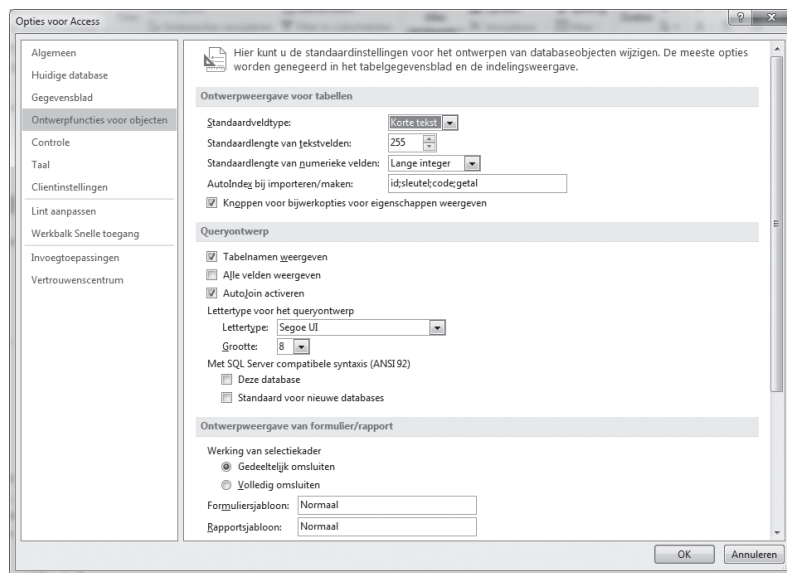 Opties voor Access
Algemeen
Huidige database
Gegevensblad
Ontwerpfuncties voor objecten
Controle
Taal
Clientinstellingen
Lint aanpassen
Werkbalk Snelle toegang
Invoegtoepassingen
Vertrouwenscentrum
Hier kunt u de standaardinstellingen voor het ontwerpen van databaseobjecten wijzigen. De meeste opties
worden genegeerd in het tabelgegevensblad en de indelingsweergave.
Ontwerpweergave voor tabellen
Standaardveldtype: Korte tekst
Standaardlengte van tekstvelden: 255
Standaardlengte van numerieke velden: Lange integer
AutoIndex bij importeren/maken: id;sleutel;code;getal
Knoppen voor bijwerkopties voor eigenschappen weergeven
Queryontwerp
Tabelnamen weergeven
Alle velden weergeven
AutoJoin activeren
Lettertype voor het queryontwerp
Lettertype: Segoe UI
Grootte: 8
Met SQL Server compatibele syntaxis (ANSI 92)
Deze database
Standaard voor nieuwe databases
Ontwerpweergave van formulier/rapport
Werking van selectiekader
Gedeeltelijk omsluiten
Volledig omsluiten
Formuliersjabloon: Normaal
Rapportsjabloon: Normaal
OK Annuleren